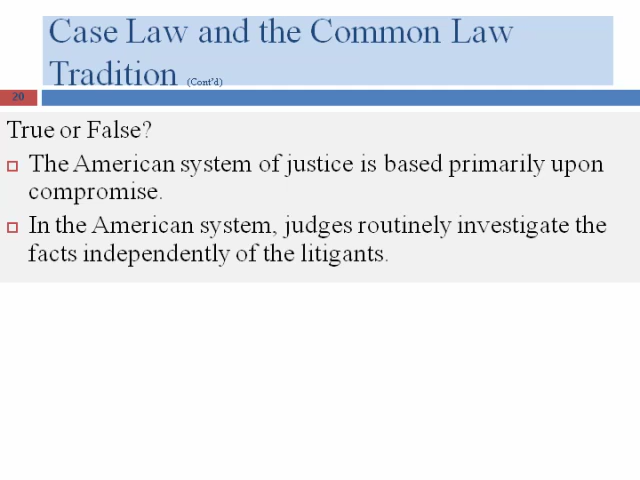 Case Law and the Common Law
Tradition (Cont'd)
20
True or False?
The American system of justice is based primarily upon
compromise.
In the American system, judges routinely investigate the
facts independently of the litigants.